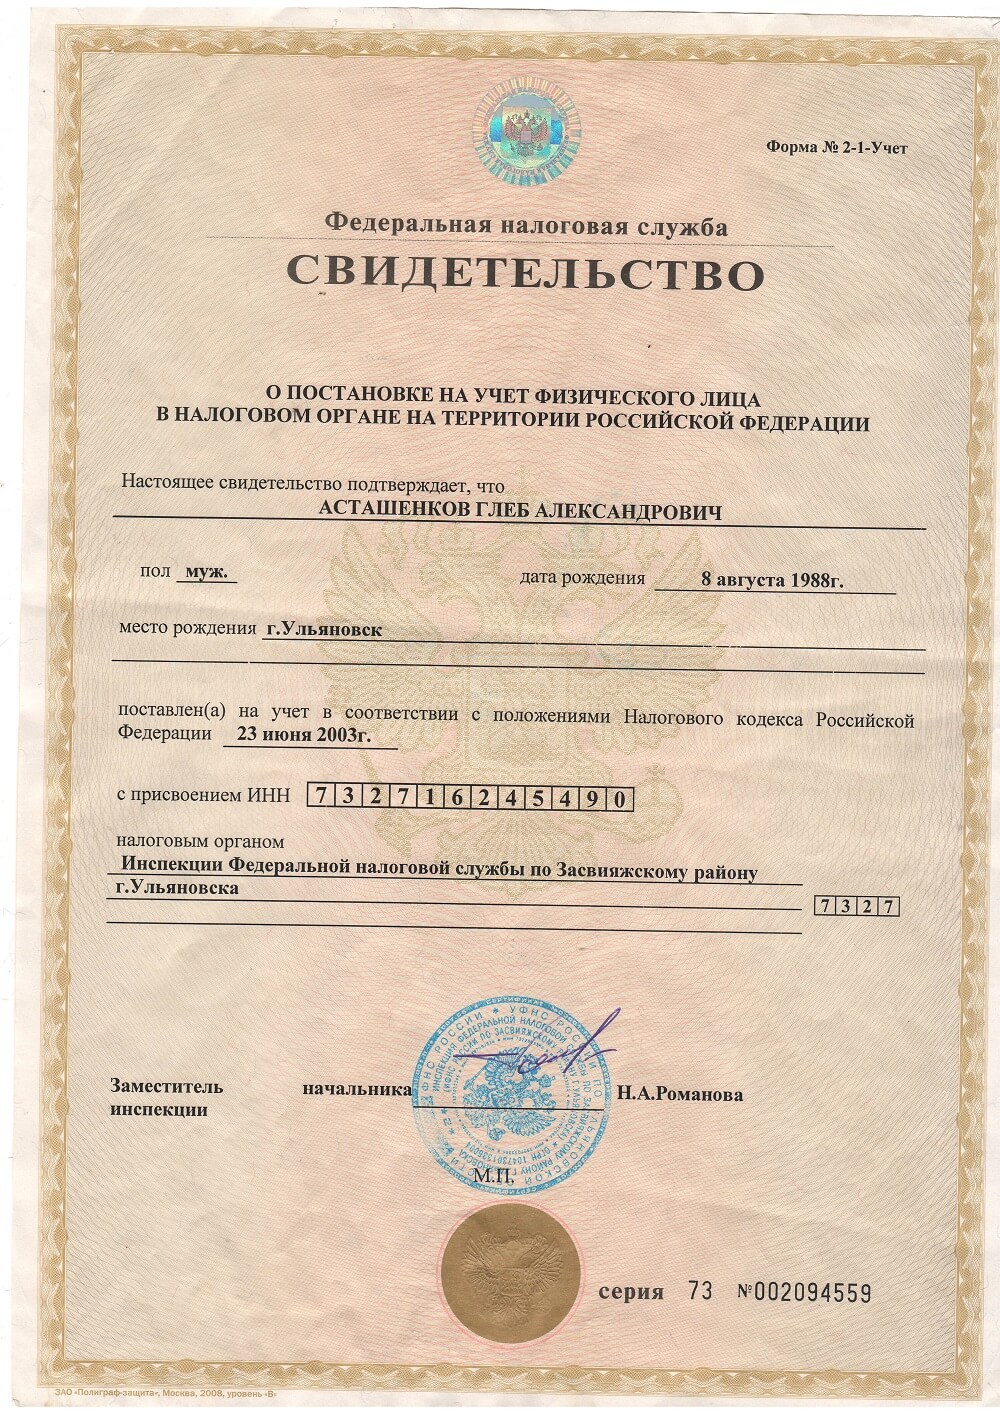 Форма № 2-1-Учет
Федеральная налоговая служба
СВИДЕТЕЛЬСТВО
О ПОСТАНОВКЕ НА УЧЕТ ФИЗИЧЕСКОГО ЛИЦА
В НАЛОГОВОМ ОРГАНЕ НА ТЕРРИТОРИИ РОССИЙСКОЙ ФЕДЕРАЦИИ
Настоящее свидетельство подтверждает, что
АСТАШЕНКОВ ГЛЕБ АЛЕКСАНДРОВИЧ
пол муж. дата рождения 8 августа 1988г.
место рождения г.Ульяновск
поставлен(а) на учет в соответствии с положениями Налогового кодекса Российской
Федерации 23 июня 2003г.
с присвоением ИНН 732716245490
налоговым органом
Инспекции Федеральной налоговой службы по Засвияжскому району
г.Ульяновска
7327
Заместитель начальника Н.А.Романова
инспекции
М.П.
серия 73 №002094559
ЗАО «Полиграф-защита», Москва, 2008, уровень «В»